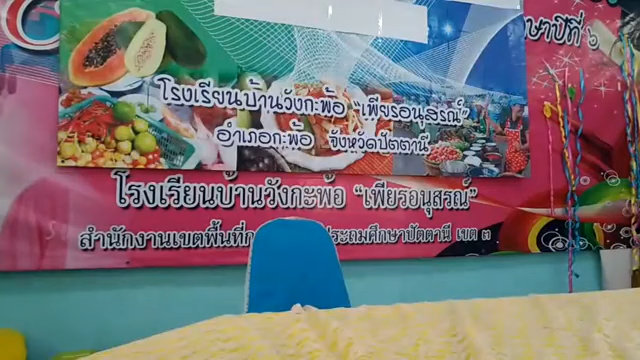 ษาปีที่ ๖
โรงเรียนบ้านวังกะพ้อ "เพียรอนุสรณ์"
อำเภอกะพ้อ จังหวัดปัตตานี
โรงเรียนบ้านวังกะพ้อ "เพียรอนุสรณ์"
สำนักงานเขตพื้นที่ ประถมศึกษาปัตตานี เขต ๓